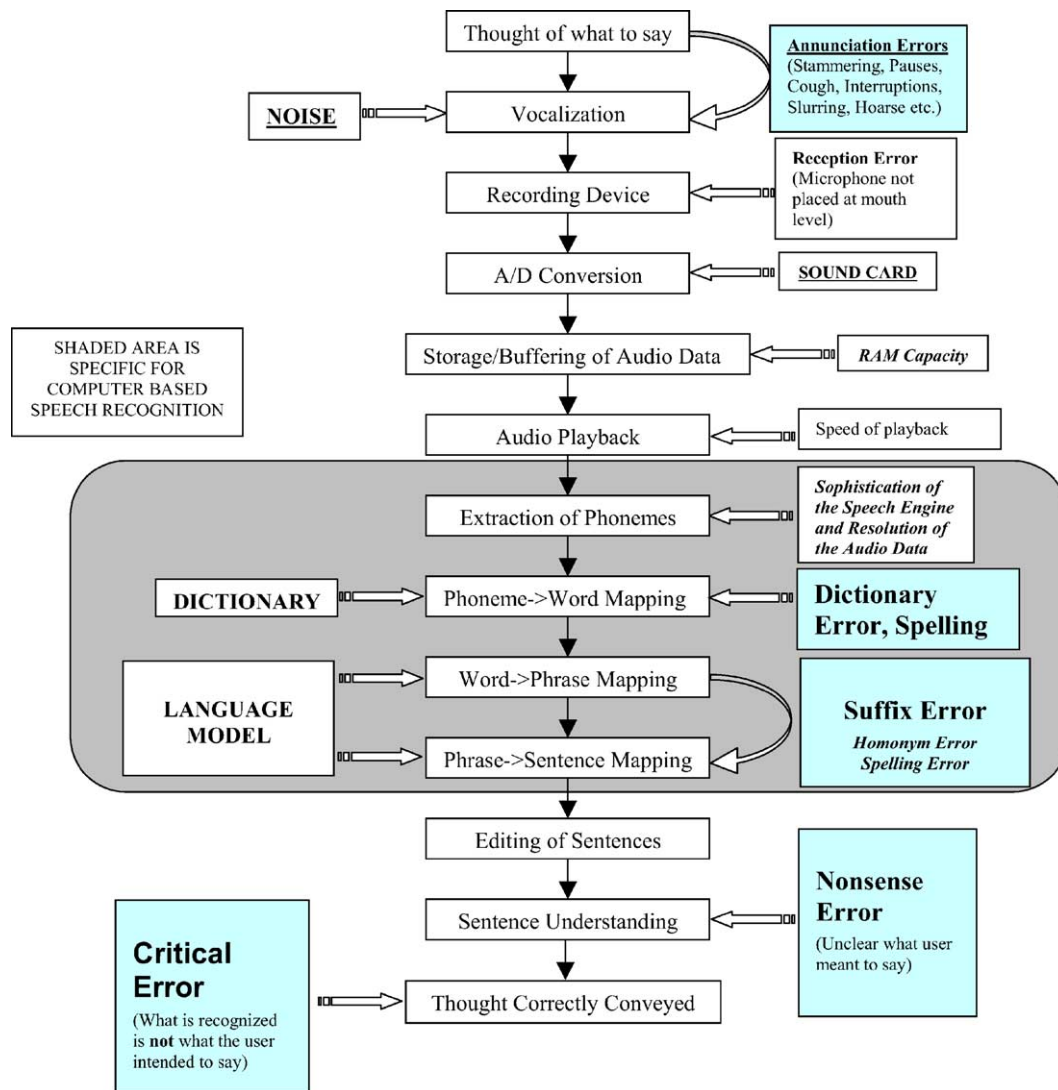 Thought of what to say
Annunciation Errors
(Stammering, Pauses,
Cough, Interruptions,
Slurring, Hoarse etc.)
NOISE
Vocalization
Reception Error
(Microphone not
placed at mouth
level)
Recording Device
A/D Conversion
SOUND CARD
SHADED AREA IS
SPECIFIC FOR
COMPUTER BASED
SPEECH RECOGNITION
Storage/Buffering of Audio Data
RAM Capacity
Audio Playback
Speed of playback
Extraction of Phonemes
Sophistication of
the Speech Engine
and Resolution of
the Audio Data
DICTIONARY
Phoneme->Word Mapping
Dictionary
Error, Spelling
LANGUAGE
MODEL
Word->Phrase Mapping
Phrase->Sentence Mapping
Suffix Error
Homonym Error
Spelling Error
Editing of Sentences
Sentence Understanding
Nonsense
Error
(Unclear what user
meant to say)
Critical
Error
(What is recognized
is not what the user
intended to say)
Thought Correctly Conveyed